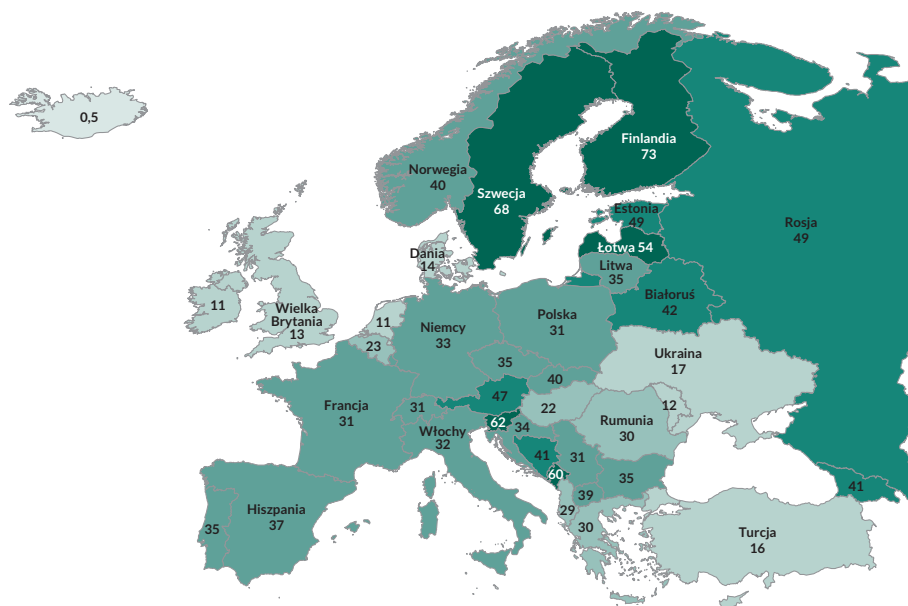 0,5
Finlandia
73
Norwegia
40
Szwecja
68
Estonia
49
Rosja
49
Łotwa 54
Dania
14
Litwa
35
Białoruś
42
11
Wielka
Brytania
13
11
Polska
31
Niemcy
33
23
Ukraina
17
35
40
47
22
12
Francja
31
31
Rumunia
30
62
34
Włochy
32
41
31
60
35
41
39
Hiszpania
37
35
29
30
Turcja
16